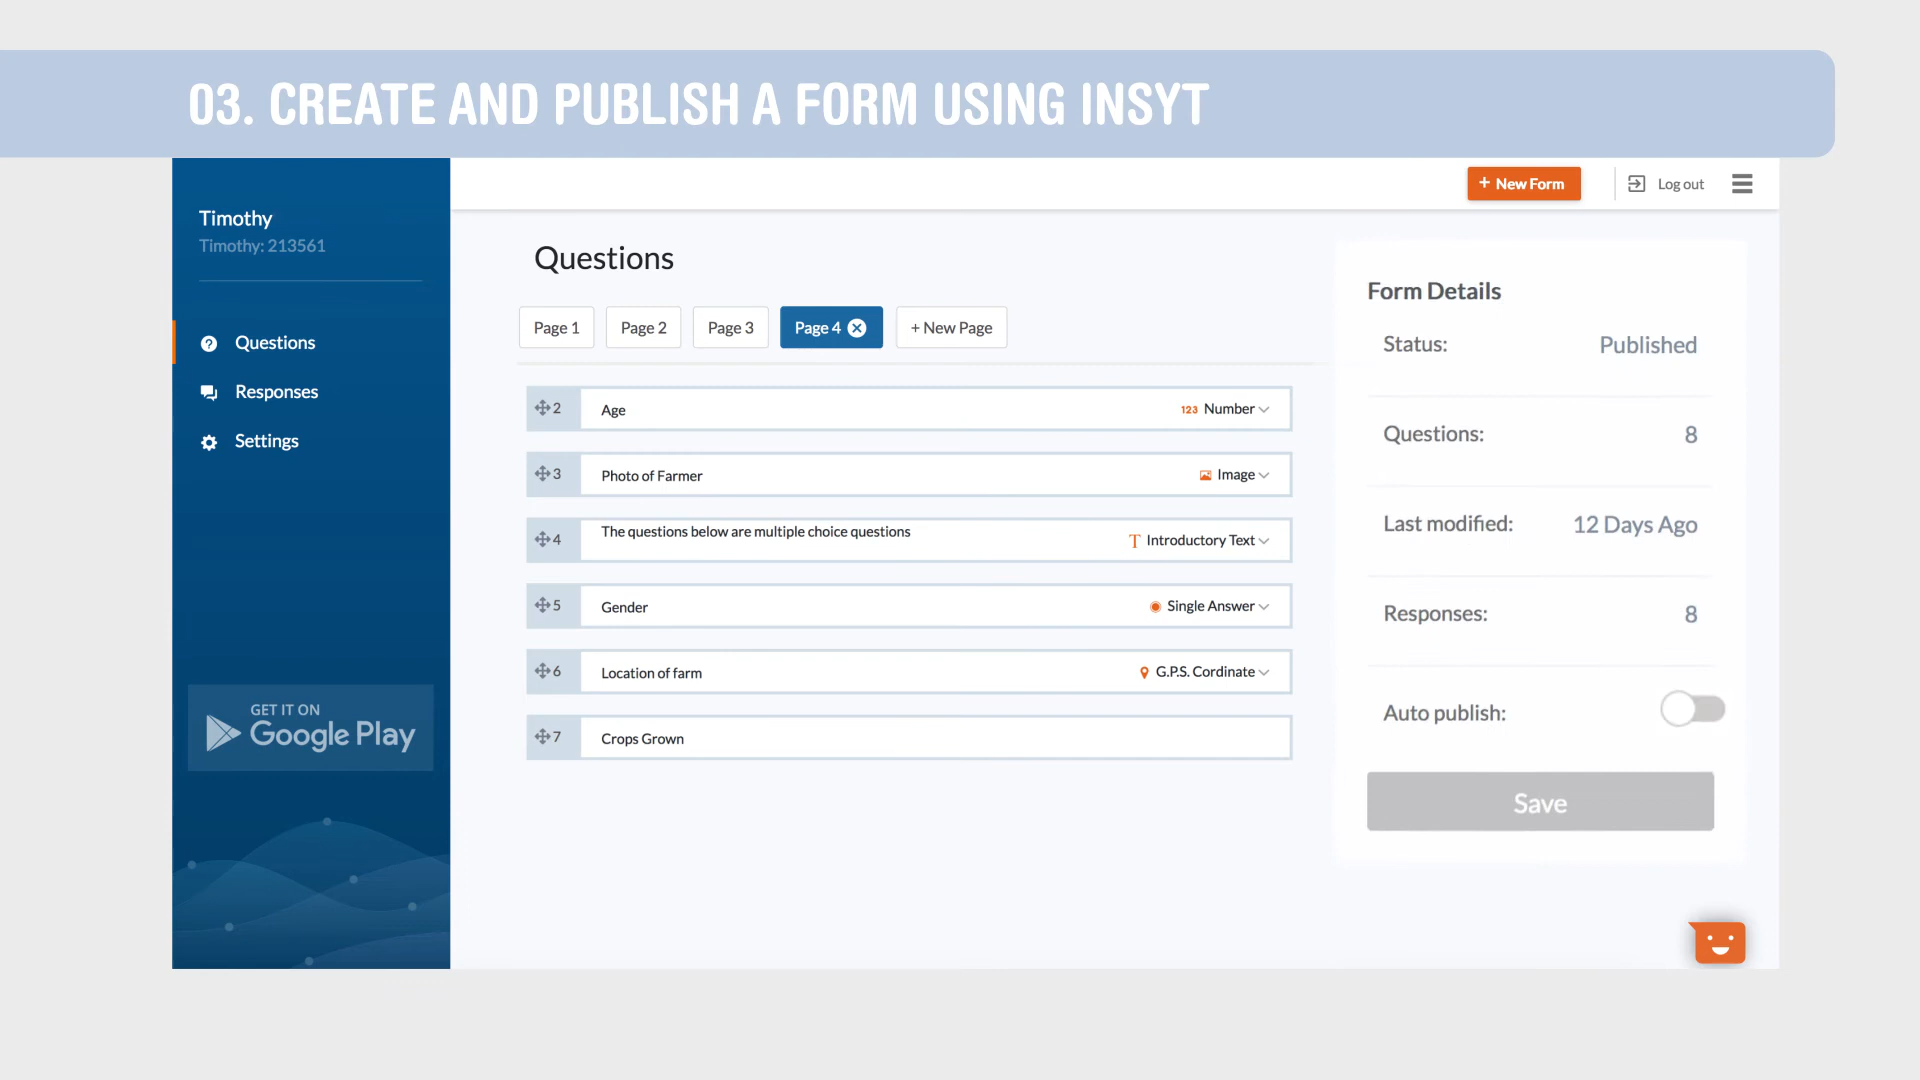 03. CREATE AND PUBLISH A FORM USING INSYT
+ New Form
Log out
Timothy
Timothy: 213561
Questions
Responses
Settings
GET IT ON
Google Play
Questions
Page 1
Page 2
Page 3
Page 4
+ New Page
2 Age 123 Number
3 Photo of Farmer Image
4 The questions below are multiple choice questions T Introductory Text
5 Gender Single Answer
6 Location of farm G.P.S. Cordinate
7 Crops Grown
Form Details
Status: Published
Questions: 8
Last modified: 12 Days Ago
Responses: 8
Auto publish:
Save